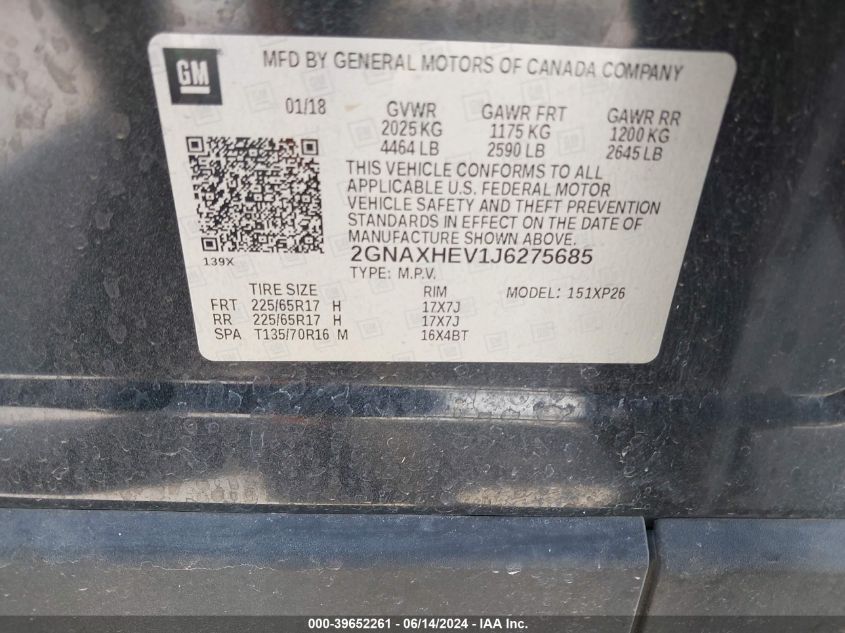 GM
MFD BY GENERAL MOTORS OF CANADA COMPANY
01/18 GVWR GAWR FRT GAWR RR
2025 KG 1175 KG 1200 KG
4464 LB 2590 LB 2645 LB
THIS VEHICLE CONFORMS TO ALL
APPLICABLE U.S. FEDERAL MOTOR
VEHICLE SAFETY AND THEFT PREVENTION
STANDARDS IN EFFECT ON THE DATE OF
MANUFACTURE SHOWN ABOVE.
139X
2GNAXHEV1J6275685
TYPE: M.P.V.
TIRE SIZE RIM MODEL: 151XP26
FRT 225/65R17 H 17X7J
RR 225/65R17 H 17X7J
SPA T135/70R16 M 16X4BT
000-39652261 - 06/14/2024 - IAAI.com